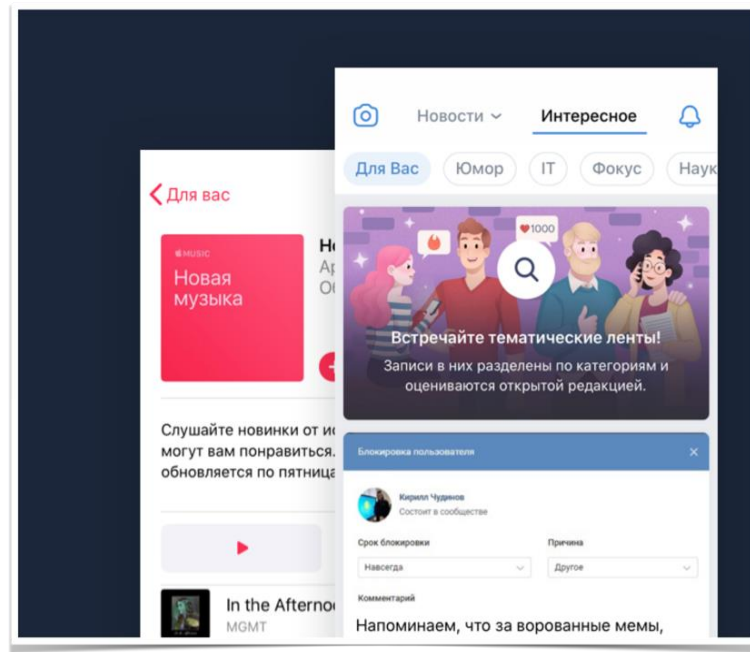 Для вас
MUSIC
Новая
музыка
Слушайте новинки от
могут вам понравиться.
обновляется по
In the
MGMT
Новости
Интересное
Для Вас
Юмор
IT
Фокус
1000
Встречайте тематические ленты!
Записи в них разделены по категориям и
оцениваются открытой редакцией.
Блокировка пользователя
Кирилл Чудинов
Состоит в сообществе
Срок блокировки
Причина
Навсегда
Другое
Комментарий
Напоминаем, что за ворованные мемы,